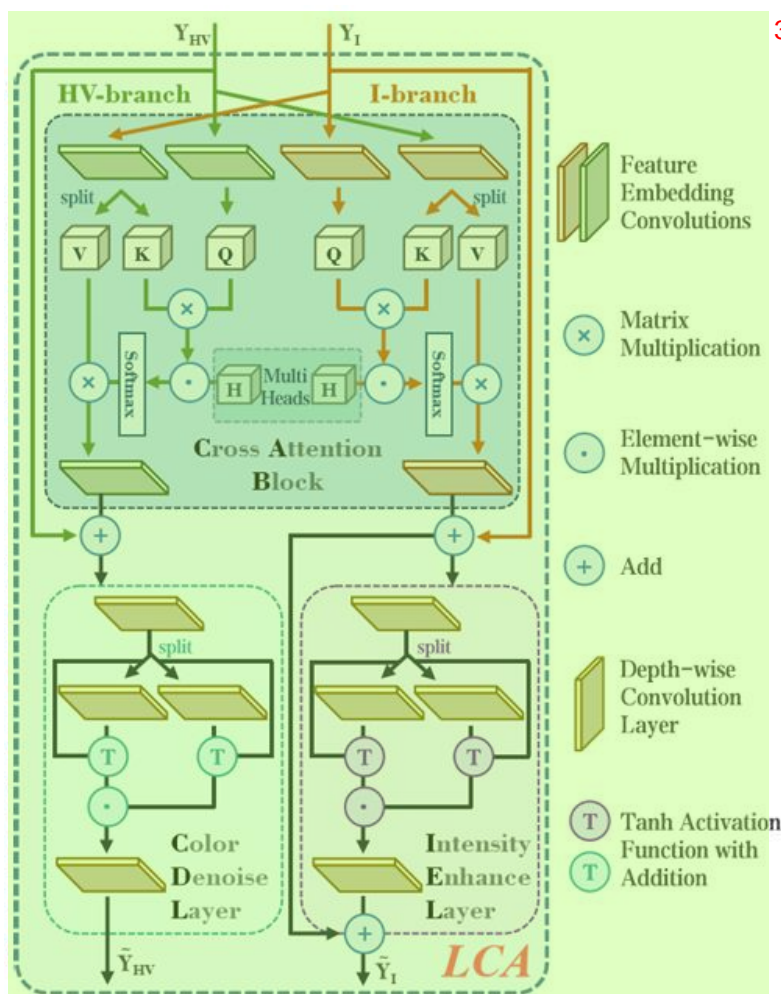 Y_HV Y_I
3
HV-branch I-branch
split split
V K Q Q K V
× ×
Softmax Softmax
× · H Multi Heads H · ×
Cross Attention
Block
+ +
split split
T T T T
· ·
Color
Denoise
Layer
Intensity
Enhance
Layer
+
Ỹ_HV Ỹ_I
LCA
Feature
Embedding
Convolutions
×
Matrix
Multiplication
·
Element-wise
Multiplication
+
Add
Depth-wise
Convolution
Layer
T
Tanh Activation
Function with
T
Addition